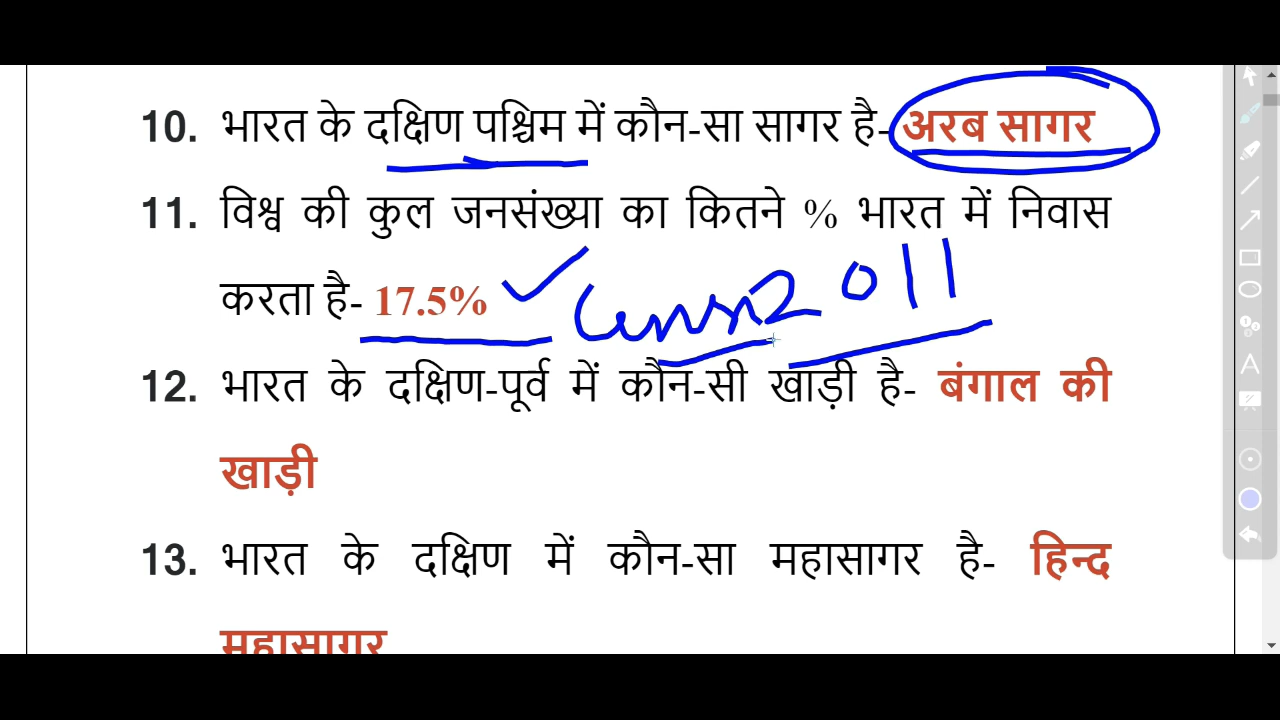 10. भारत के दक्षिण पश्चिम में कौन-सा सागर है- अरब सागर
11. विश्व की कुल जनसंख्या का कितने % भारत में निवास
करता है- 17.5% 2011
12. भारत के दक्षिण-पूर्व में कौन-सी खाड़ी है- बंगाल की
खाड़ी
13. भारत के दक्षिण में कौन-सा महासागर है- हिन्द
महासागर